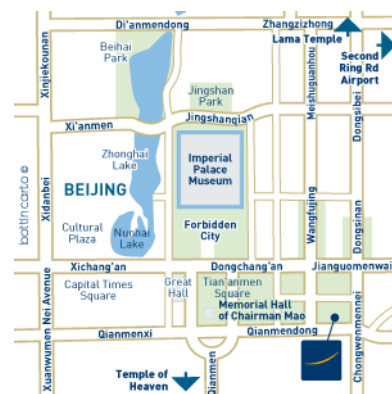 Di'anmendong
Zhangzizhong
Lama Temple
Second
Ring Rd
Airport
Beihai
Park
Xinjiekounan
Jingshan
Park
Meishuguanhou
Dongsibei
Xi'anmen
Jingshanqian
Zhonghai
Lake
Imperial
Palace
Museum
BEIJING
Xidanbei
bottincarto ©
Cultural
Plaza
Nunhai
Lake
Forbidden
City
Wangfujing
Dongsinan
Xichang'an
Dongchang'an
Jianguomenwai
Capital Times
Square
Great
Hall
Tian'anmen
Square
Memorial Hall
of Chairman Mao
Xuanwumen Nei Avenue
Qianmenxi
Qianmendong
Chongwenmennei
Temple of
Heaven
Qianmen